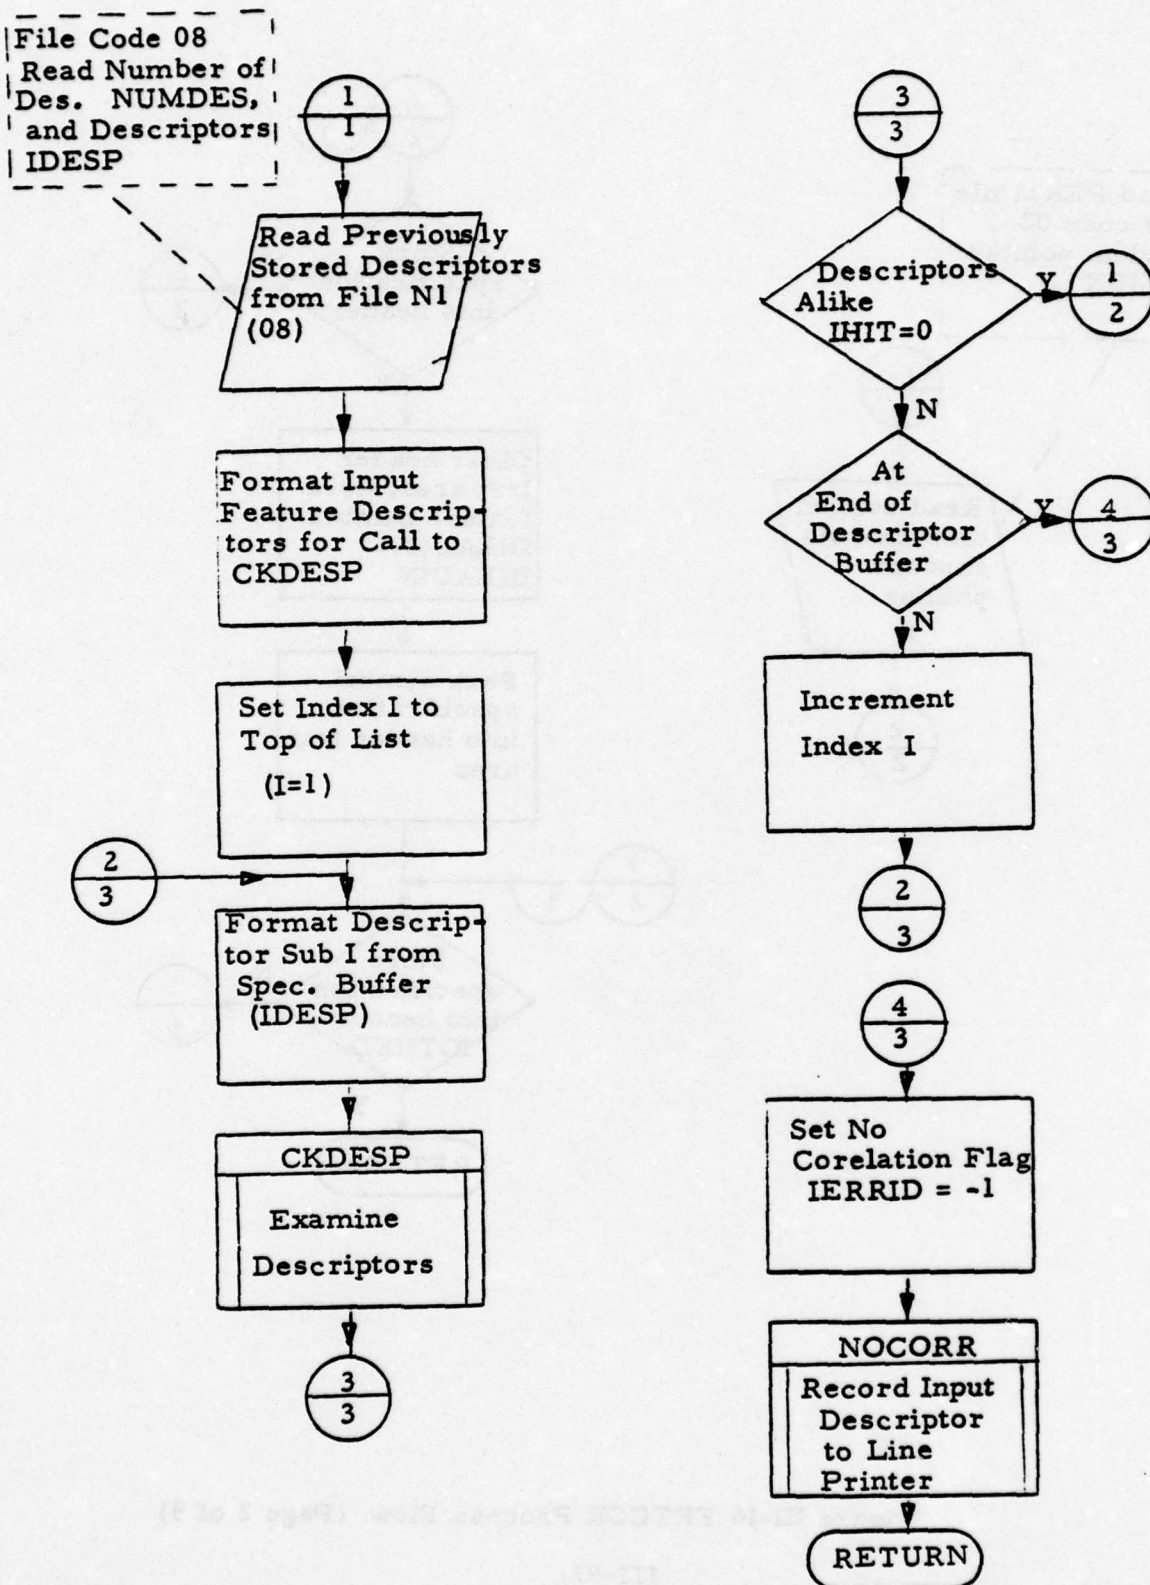 File Code 08
Read Number of
Des. NUMDES,
and Descriptors
IDESP
1
1
Read Previously
Stored Descriptors
from File N1
(08)
Format Input
Feature Descrip-
tors for Call to
CKDESP
Set Index I to
Top of List
(I=1)
2
3
Format Descrip-
tor Sub I from
Spec. Buffer
(IDESP)
CKDESP
Examine
Descriptors
3
3
3
3
Descriptors
Alike
IHIT=0
Y
1
2
N
At
End of
Descriptor
Buffer
Y
4
3
N
Increment
Index I
2
3
4
3
Set No
Corelation Flag
IERRID = -1
NOCORR
Record Input
Descriptor
to Line
Printer
RETURN